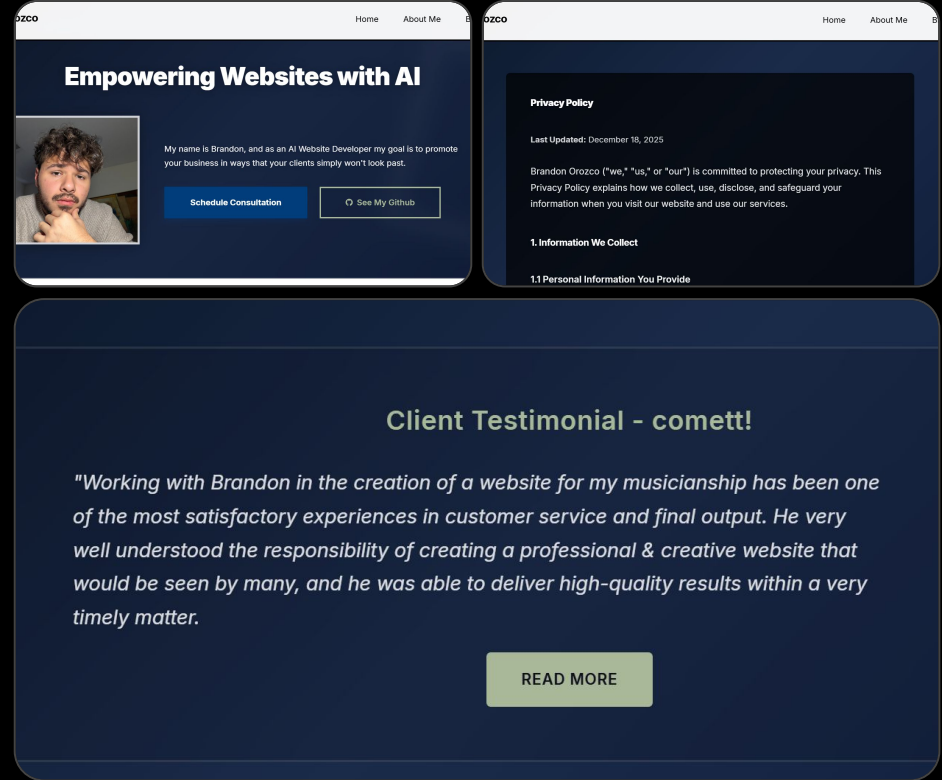 ozco
Home
About Me
B
Empowering Websites with AI
My name is Brandon, and as an AI Website Developer my goal is to promote
your business in ways that your clients simply won't look past.
Schedule Consultation
See My Github
ozco
Home
About Me
B
Privacy Policy
Last Updated: December 18, 2025
Brandon Orozco ("we," "us," or "our") is committed to protecting your privacy. This
Privacy Policy explains how we collect, use, disclose, and safeguard your
information when you visit our website and use our services.
1. Information We Collect
1.1 Personal Information You Provide
Client Testimonial - comett!
"Working with Brandon in the creation of a website for my musicianship has been one
of the most satisfactory experiences in customer service and final output. He very
well understood the responsibility of creating a professional & creative website that
would be seen by many, and he was able to deliver high-quality results within a very
timely matter.
READ MORE